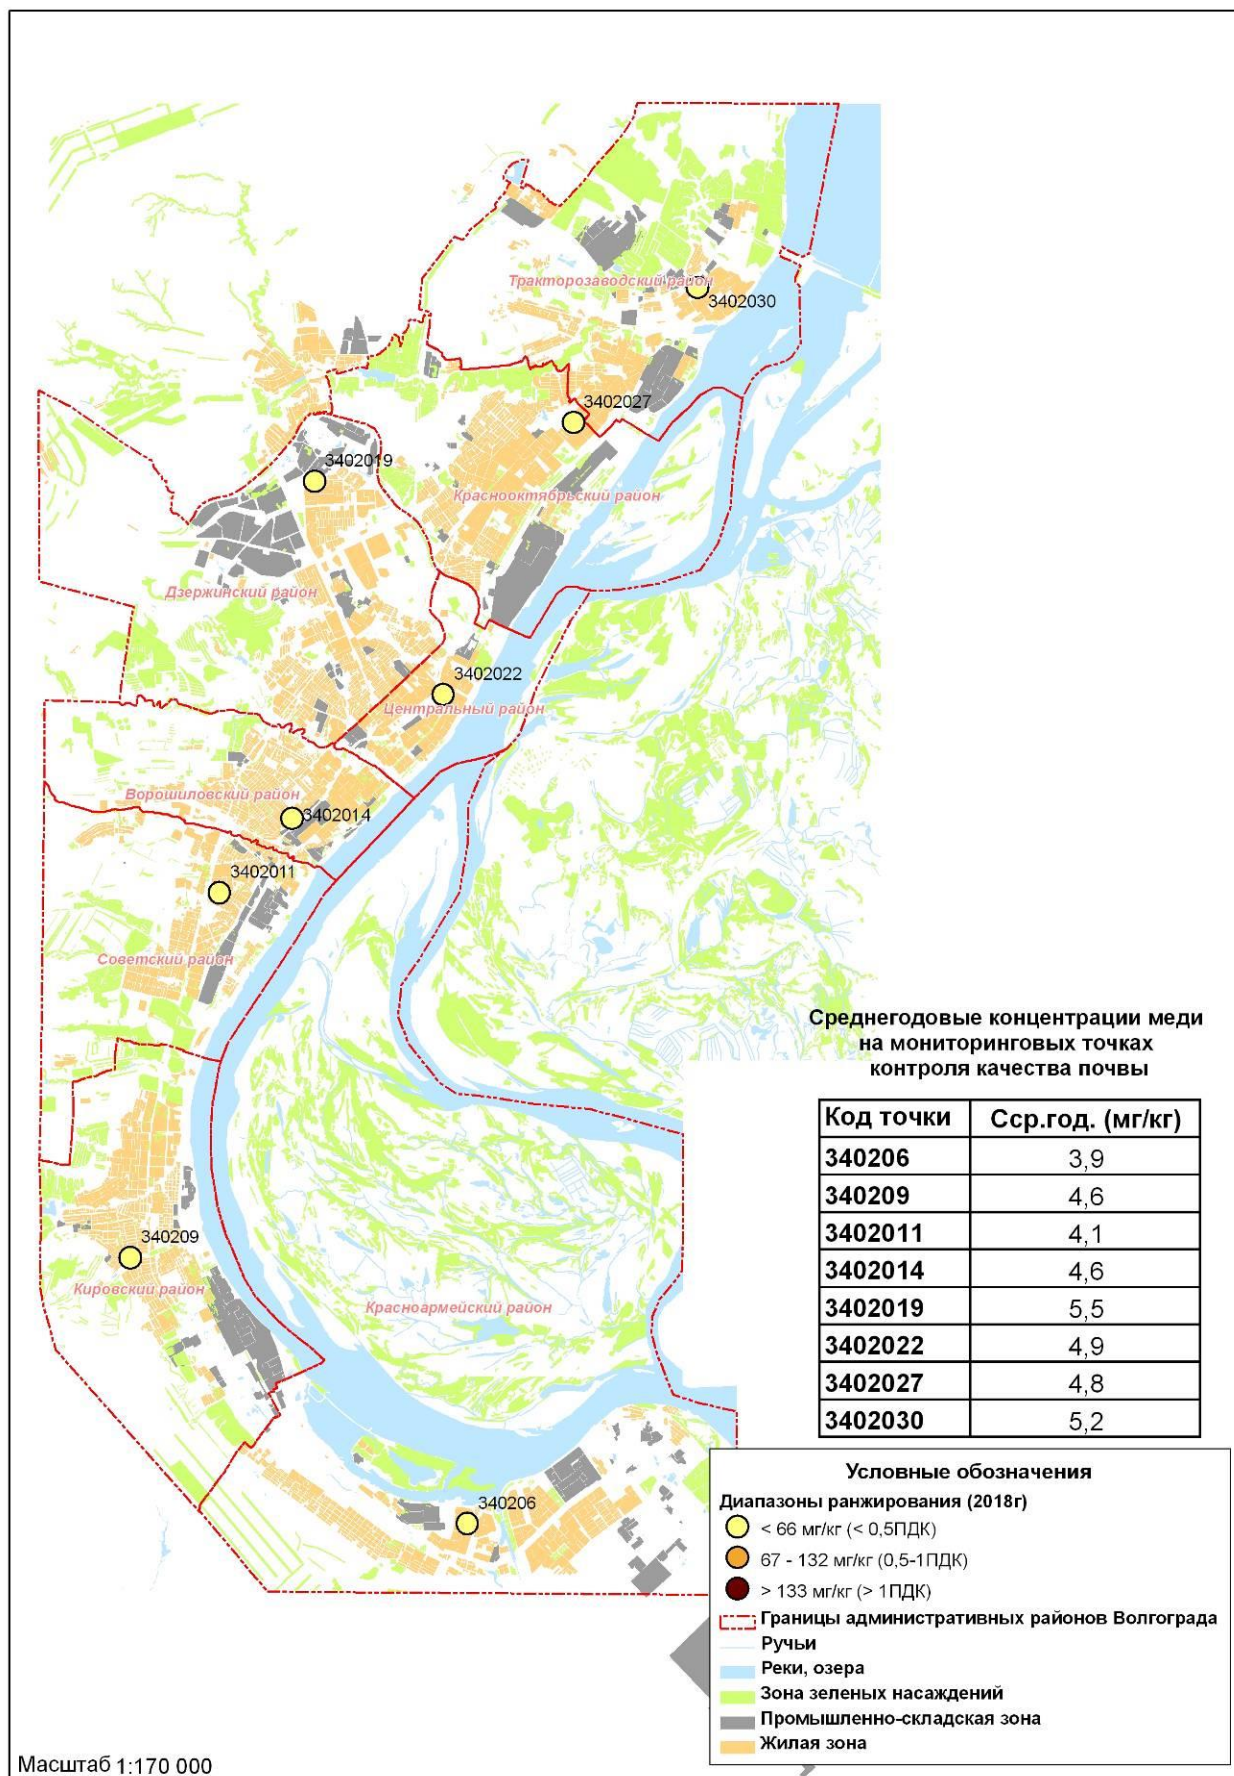 Тракторозаводский район
3402030
3402027
3402019
Краснооктябрьский район
Дзержинский район
3402022
Центральный район
Ворошиловский район
3402014
3402011
Советский район
Среднегодовые концентрации меди
на мониторинговых точках
контроля качества почвы
Код точки Сср.год. (мг/кг)
340206 3,9
340209 4,6
3402011 4,1
3402014 4,6
3402019 5,5
3402022 4,9
3402027 4,8
3402030 5,2
340209
Кировский район
Красноармейский район
340206
Условные обозначения
Диапазоны ранжирования (2018г)
< 66 мг/кг (< 0,5ПДК)
67 - 132 мг/кг (0,5-1ПДК)
> 133 мг/кг (> 1ПДК)
Границы административных районов Волгограда
Ручьи
Реки, озера
Зона зеленых насаждений
Промышленно-складская зона
Жилая зона
Масштаб 1:170 000